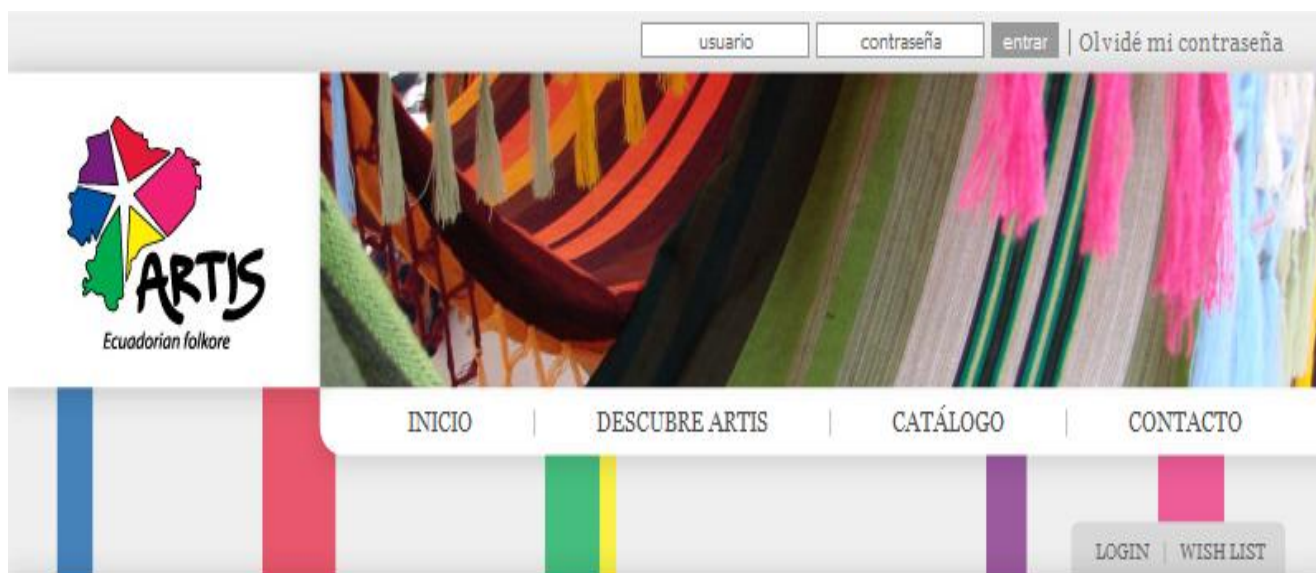 usuario contraseña entrar | Olvidé mi contraseña
ARTIS
Ecuadorian folkore
INICIO | DESCUBRE ARTIS | CATÁLOGO | CONTACTO
LOGIN | WISH LIST